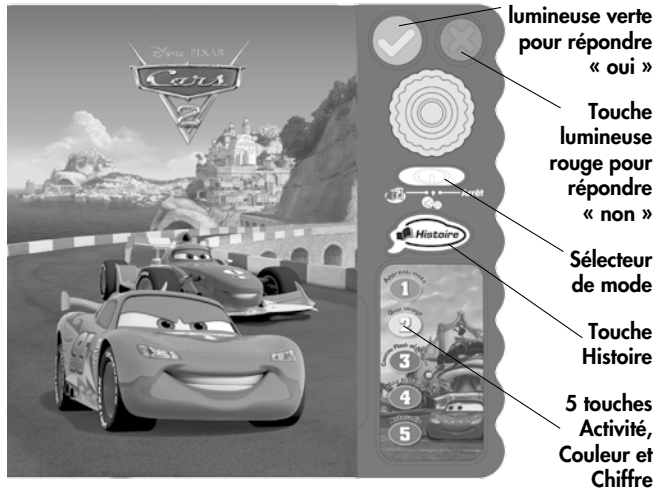 lumineuse verte
pour répondre
« oui »
Touche
lumineuse
rouge pour
répondre
« non »
Sélecteur
de mode
Touche
Histoire
5 touches
Activité,
Couleur et
Chiffre
Disney · PIXAR
Cars
2
Arrêt
Histoire
1
2
3
4
5